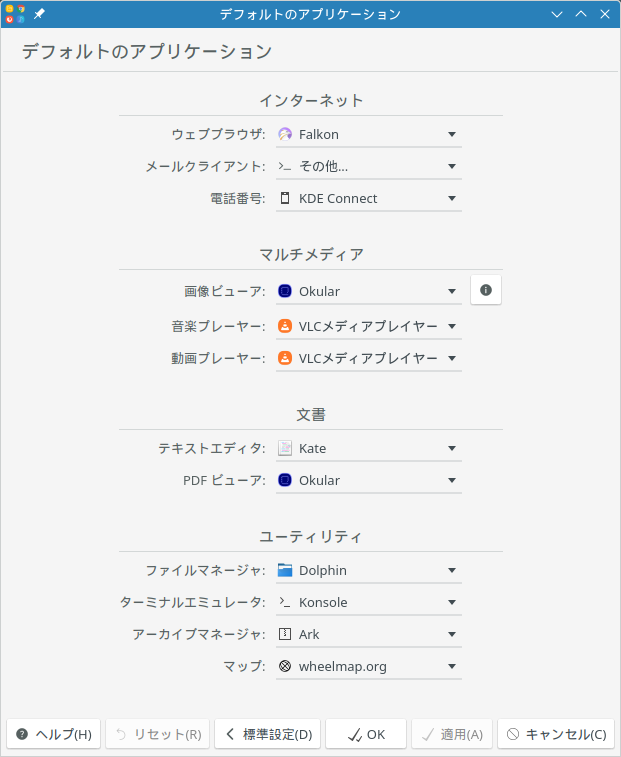 デフォルトのアプリケーション
デフォルトのアプリケーション
インターネット
ウェブブラウザ: Falkon
メールクライアント: その他...
電話番号: KDE Connect
マルチメディア
画像ビューア: Okular
音楽プレーヤー: VLCメディアプレイヤー
動画プレーヤー: VLCメディアプレイヤー
文書
テキストエディタ: Kate
PDF ビューア: Okular
ユーティリティ
ファイルマネージャ: Dolphin
ターミナルエミュレータ: Konsole
アーカイブマネージャ: Ark
マップ: wheelmap.org
ヘルプ(H) リセット(R) 標準設定(D) OK 適用(A) キャンセル(C)